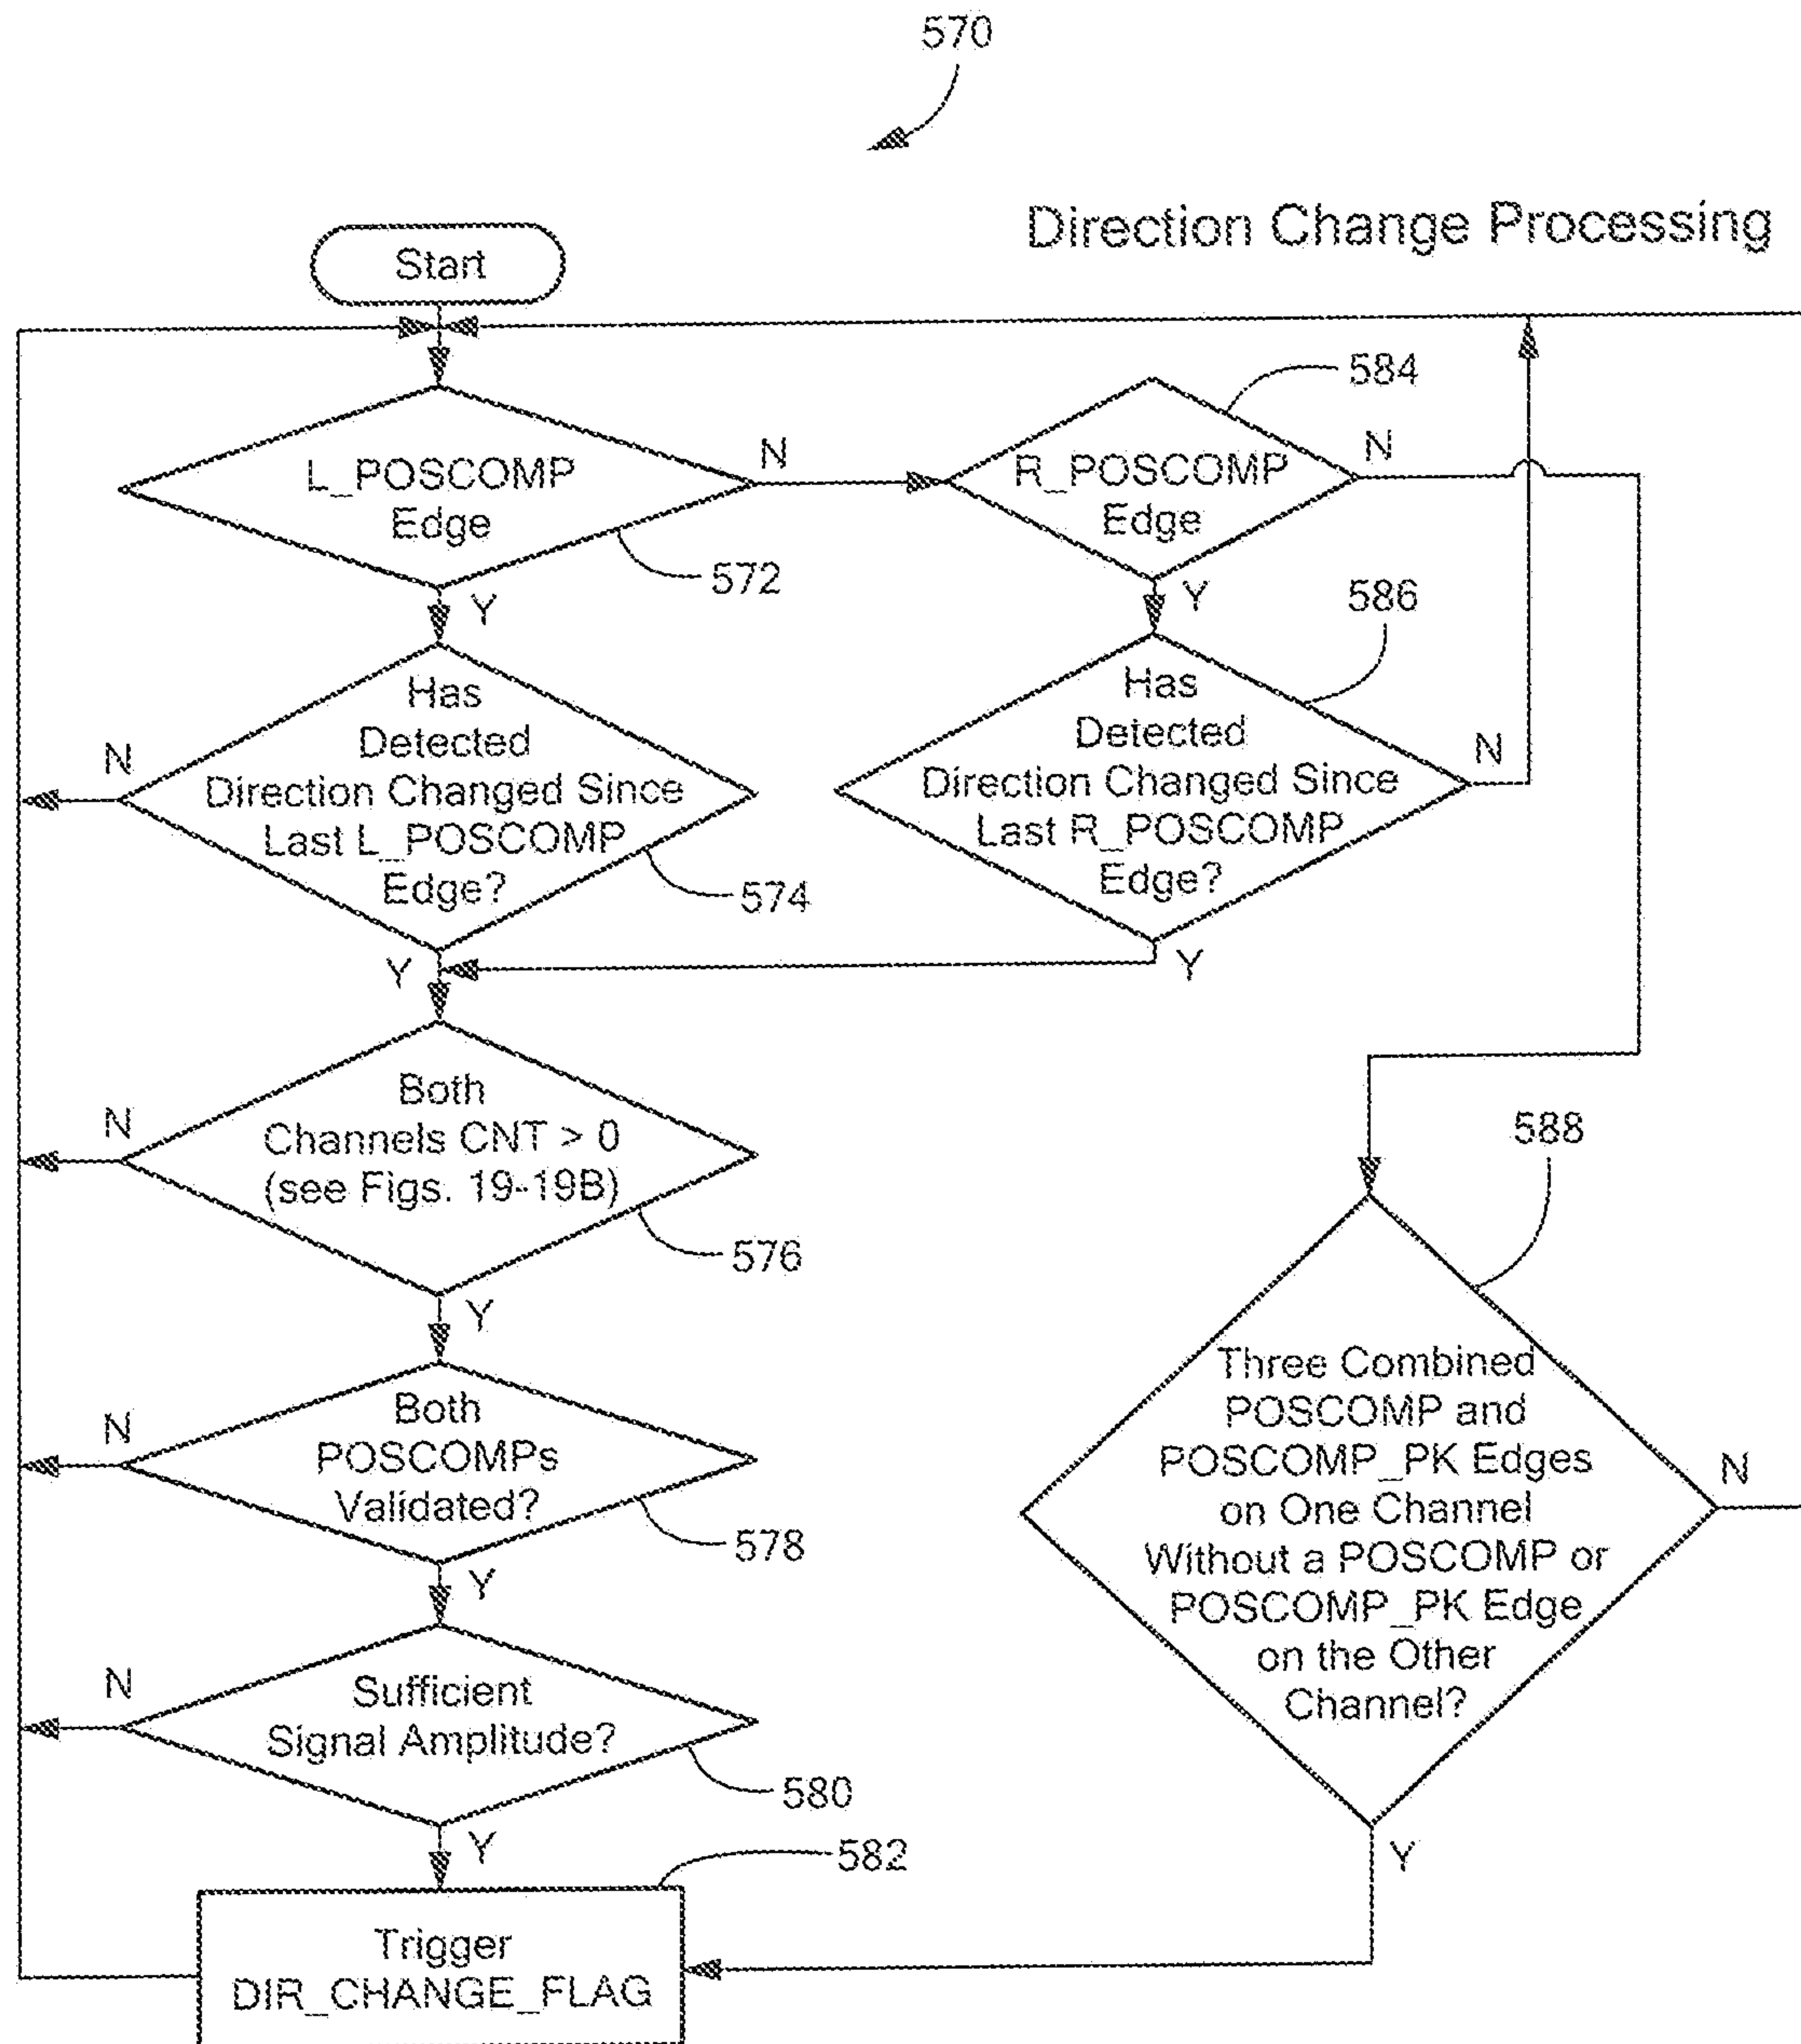 570
Direction Change Processing
Start
L_POSCOMP
Edge
N
572
Y
R_POSCOMP
Edge
N
584
Y
Has
Detected
Direction Changed Since
Last L_POSCOMP
Edge?
N
574
Y
Has
Detected
Direction Changed Since
Last R_POSCOMP
Edge?
N
586
Y
Both
Channels CNT > 0
(see Figs. 19-19B)
N
576
Y
Both
POSCOMPs
Validated?
N
578
Y
Sufficient
Signal Amplitude?
N
580
Y
Trigger
DIR_CHANGE_FLAG
582
Three Combined
POSCOMP and
POSCOMP_PK Edges
on One Channel
Without a POSCOMP or
POSCOMP_PK Edge
on the Other
Channel?
N
588
Y